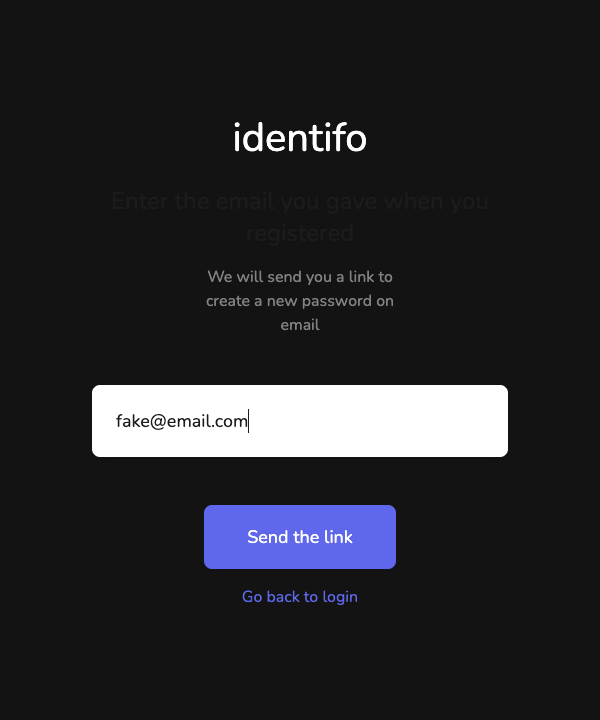 identifo
Enter the email you gave when you
registered
We will send you a link to
create a new password on
email
fake@email.com
Send the link
Go back to login